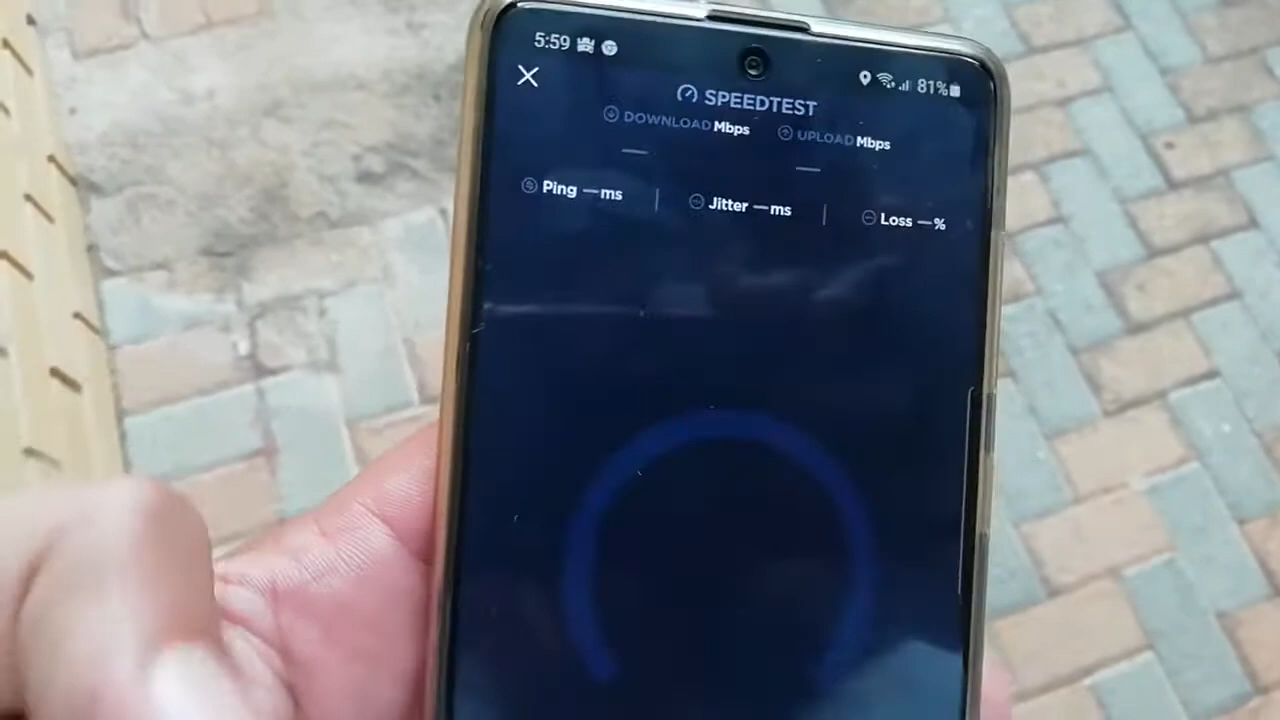 5:59 81%
SPEEDTEST
DOWNLOAD Mbps UPLOAD Mbps
— —
Ping —ms Jitter —ms Loss —%